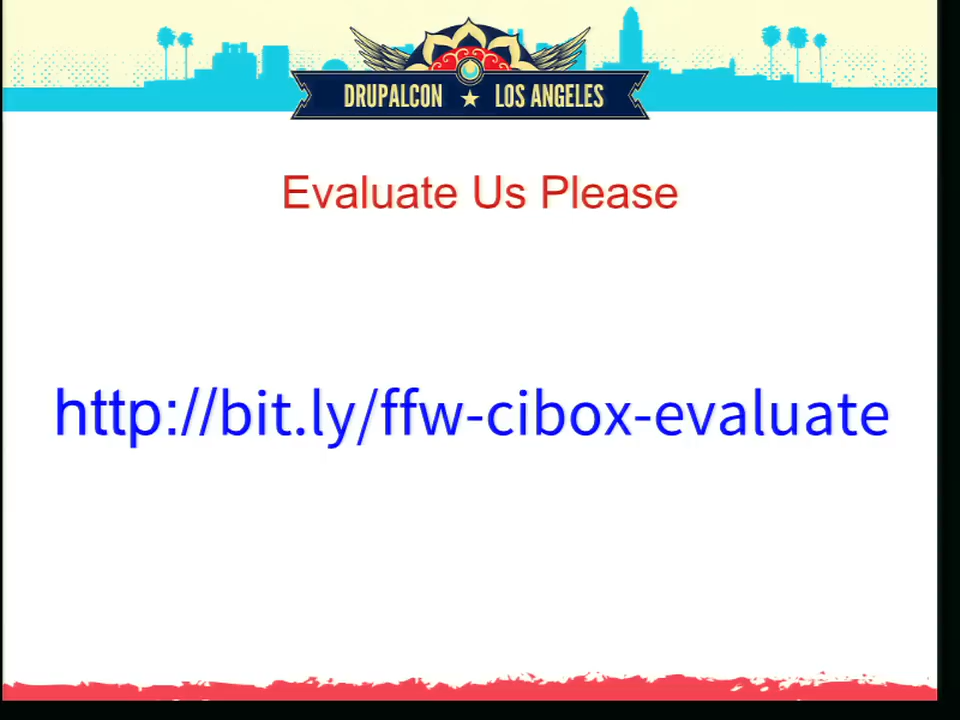 DRUPALCON ★ LOS ANGELES
Evaluate Us Please
http://bit.ly/ffw-cibox-evaluate